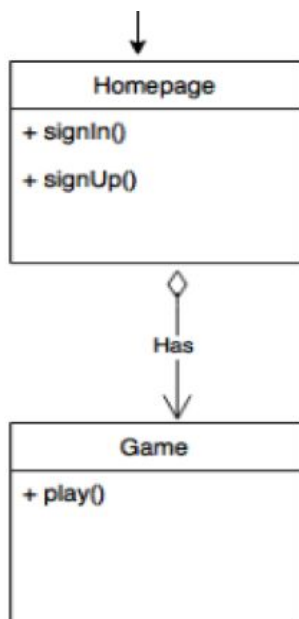 Homepage
+ signIn()
+ signUp()
Has
Game
+ play()